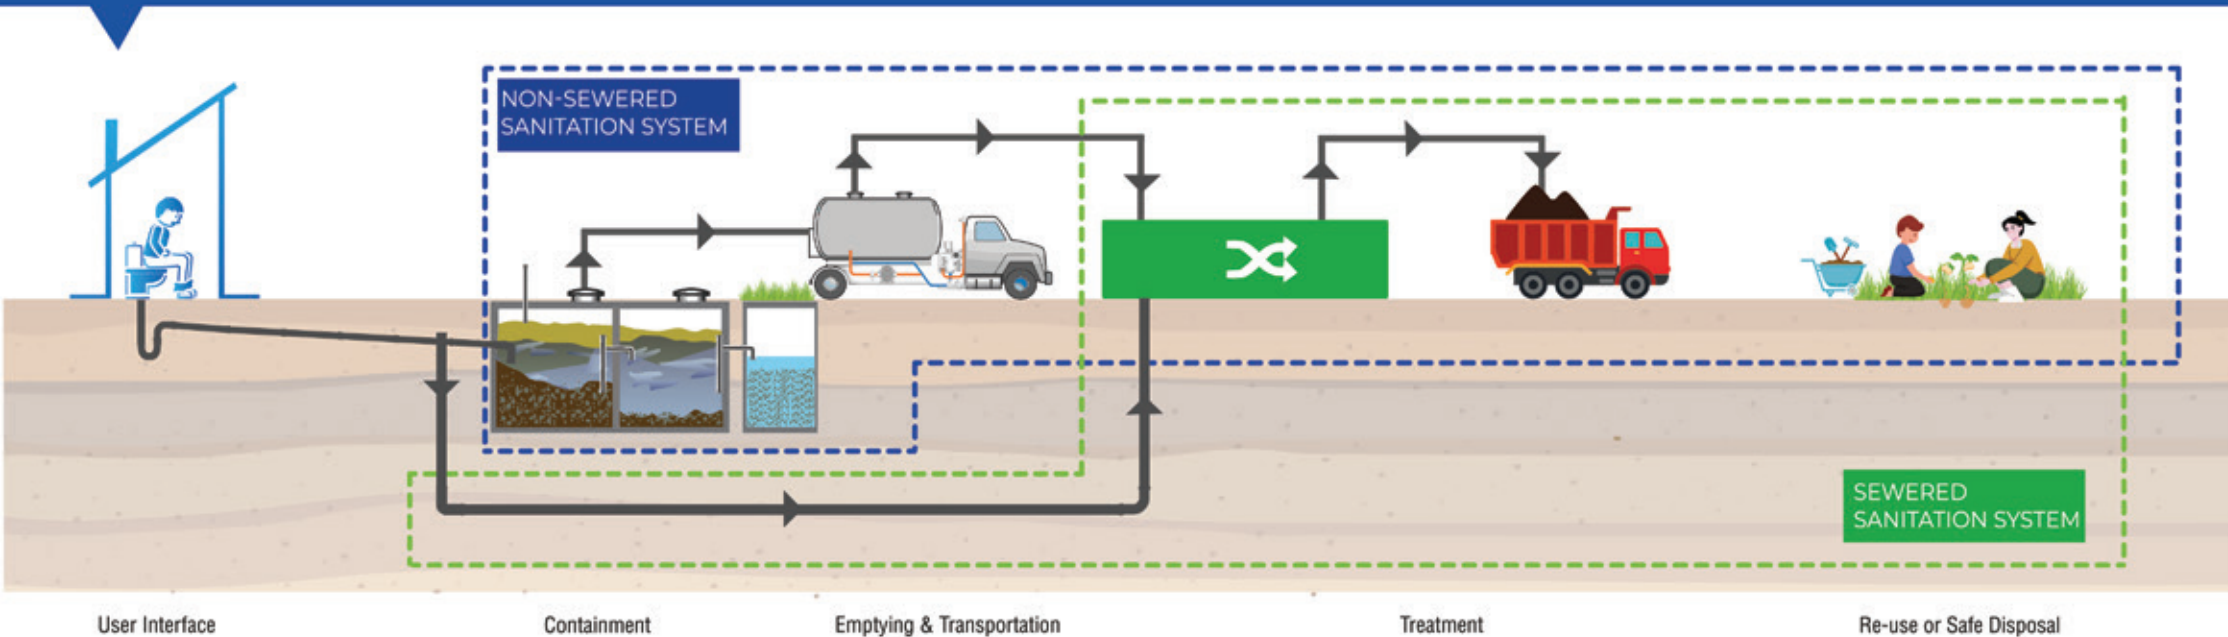 NON-SEWERED
SANITATION SYSTEM
SEWERED
SANITATION SYSTEM
User Interface
Containment
Emptying & Transportation
Treatment
Re-use or Safe Disposal